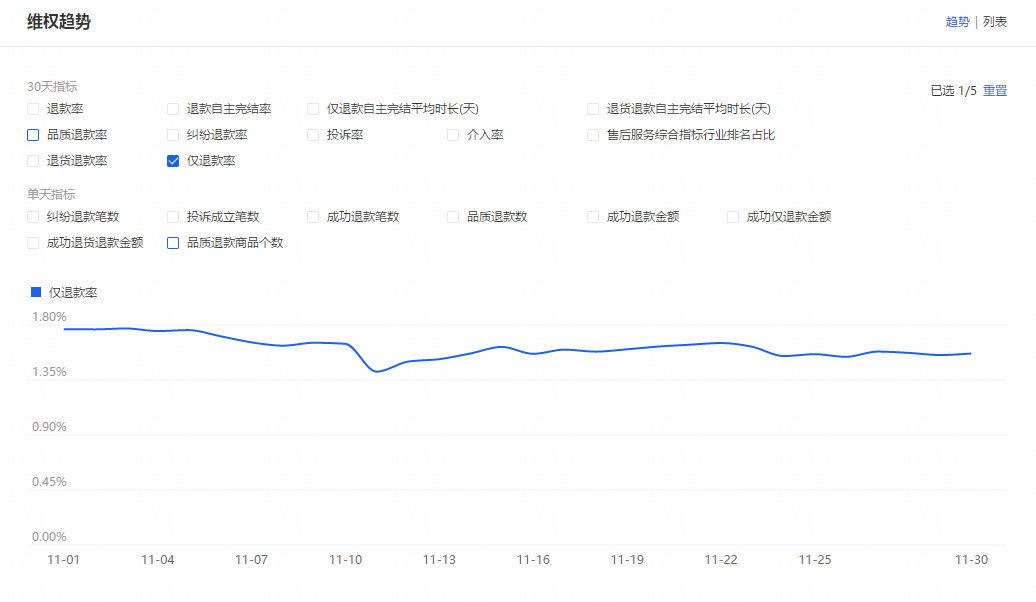 维权趋势 趋势 | 列表
30天指标 已选 1/5 重置
退款率 退款自主完结率 仅退款自主完结平均时长(天) 退货退款自主完结平均时长(天)
品质退款率 纠纷退款率 投诉率 介入率 售后服务综合指标行业排名占比
退货退款率 仅退款率
单天指标
纠纷退款笔数 投诉成立笔数 成功退款笔数 品质退款数 成功退款金额 成功仅退款金额
成功退货退款金额 品质退款商品个数
仅退款率
1.80%
1.35%
0.90%
0.45%
0.00%
11-01 11-04 11-07 11-10 11-13 11-16 11-19 11-22 11-25 11-30